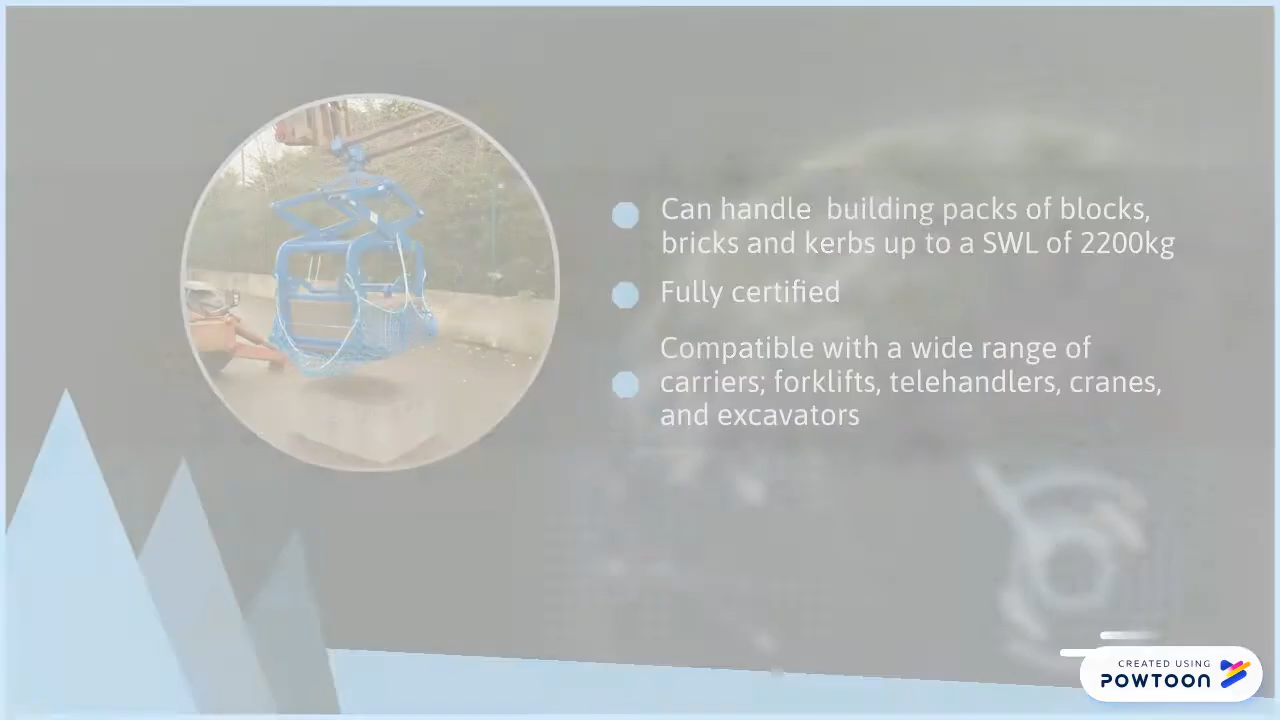 Can handle  building packs of blocks,
bricks and kerbs up to a SWL of 2200kg
Fully certified
Compatible with a wide range of
carriers; forklifts, telehandlers, cranes,
and excavators
CREATED USING
POWTOON